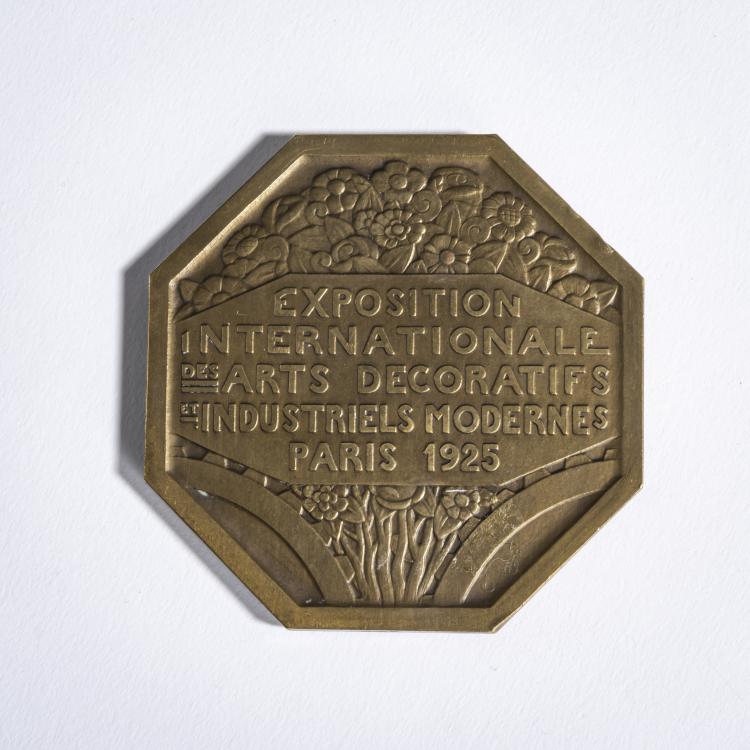 EXPOSITION
INTERNATIONALE
DES ARTS DECORATIFS
ET INDUSTRIELS MODERNES
PARIS 1925